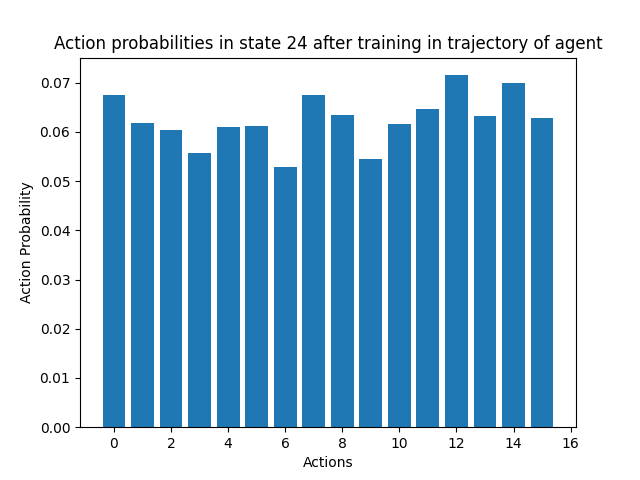 Action probabilities in state 24 after training in trajectory of agent
0.07
0.06
0.05
0.04
0.03
0.02
0.01
0.00
Action Probability
0 2 4 6 8 10 12 14 16
Actions